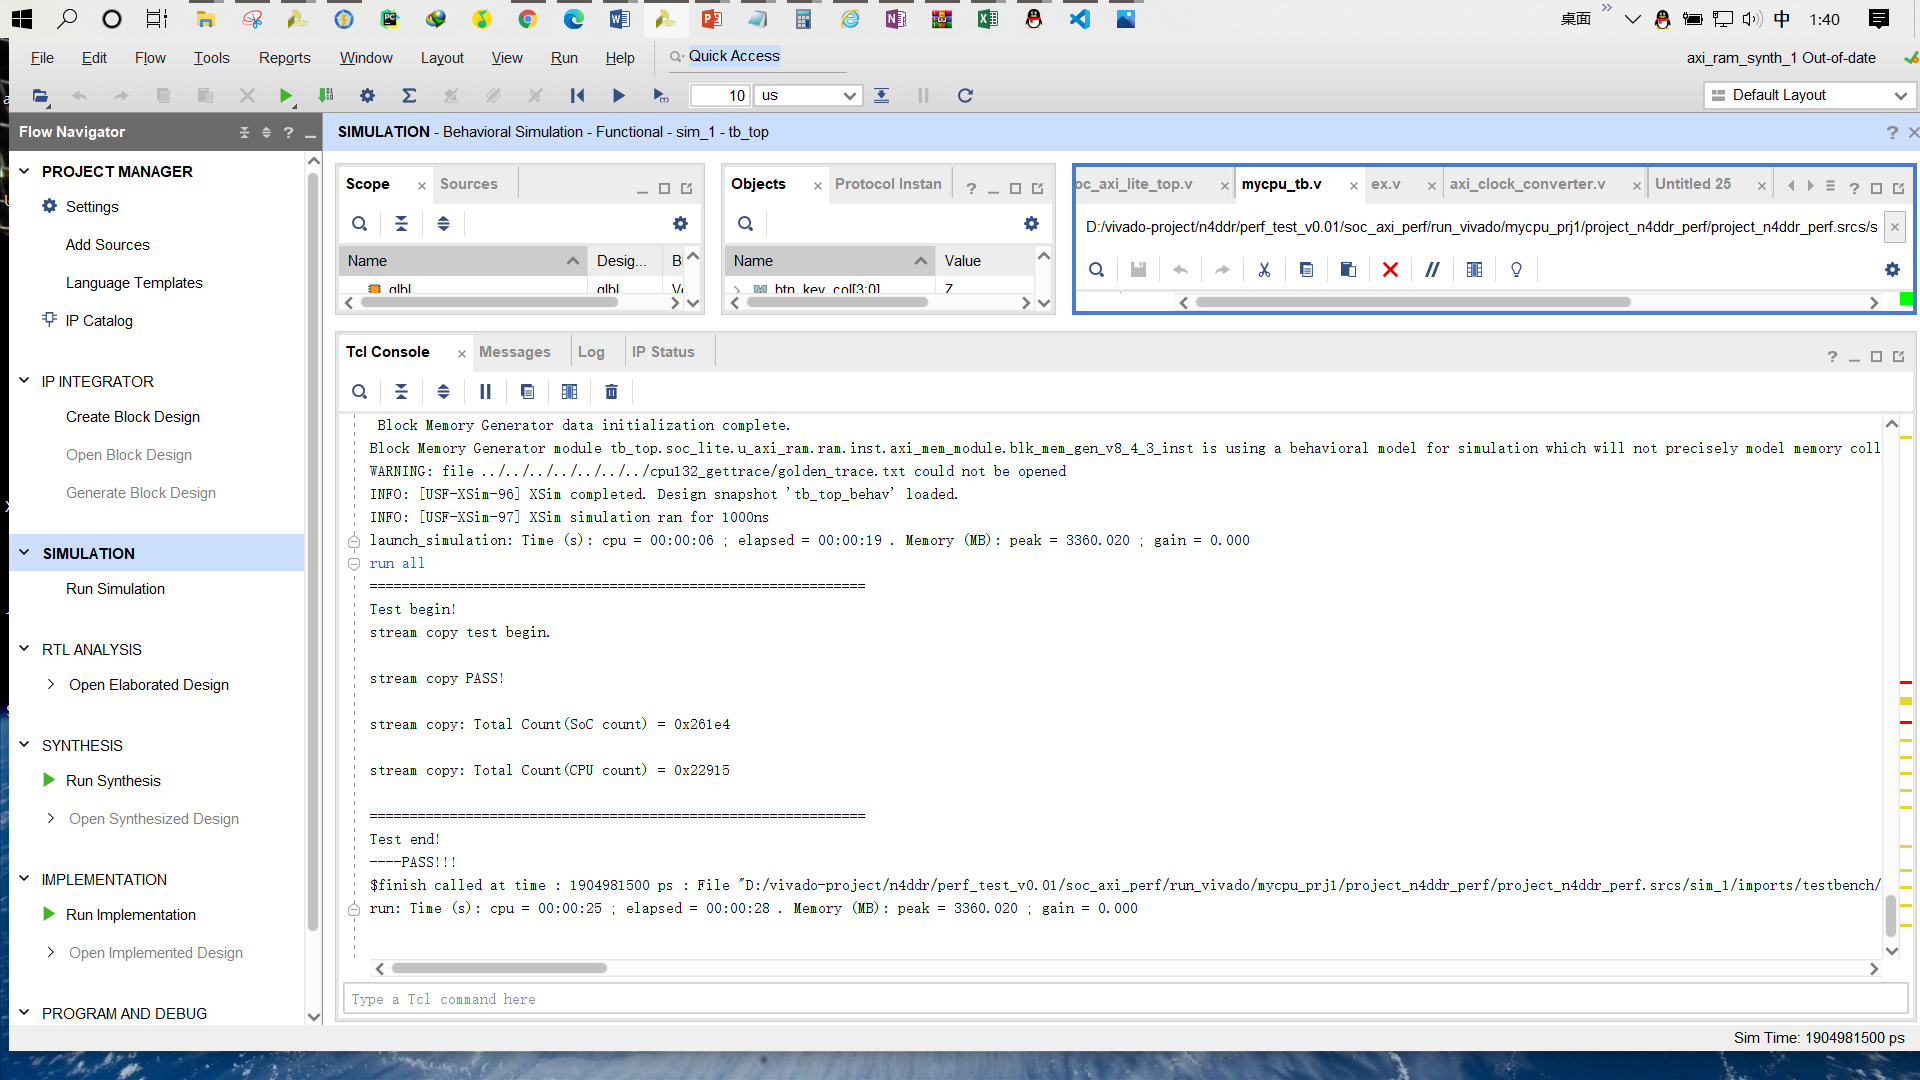 桌面
中
1:40
File Edit Flow Tools Reports Window Layout View Run Help
Quick Access
axi_ram_synth_1 Out-of-date
10 us
Default Layout
Flow Navigator
SIMULATION - Behavioral Simulation - Functional - sim_1 - tb_top
PROJECT MANAGER
Settings
Add Sources
Language Templates
IP Catalog
IP INTEGRATOR
Create Block Design
Open Block Design
Generate Block Design
SIMULATION
Run Simulation
RTL ANALYSIS
Open Elaborated Design
SYNTHESIS
Run Synthesis
Open Synthesized Design
IMPLEMENTATION
Run Implementation
Open Implemented Design
PROGRAM AND DEBUG
Scope Sources
Name Desig... B
glbl glbl
Objects Protocol Instan
Name Value
btn_key_col[3:0] Z
oc_axi_lite_top.v mycpu_tb.v ex.v axi_clock_converter.v Untitled 25
D:/vivado-project/n4ddr/perf_test_v0.01/soc_axi_perf/run_vivado/mycpu_prj1/project_n4ddr_perf/project_n4ddr_perf.srcs/s
Tcl Console Messages Log IP Status
Block Memory Generator data initialization complete.
Block Memory Generator module tb_top.soc_lite.u_axi_ram.ram.inst.axi_mem_module.blk_mem_gen_v8_4_3_inst is using a behavioral model for simulation which will not precisely model memory coll
WARNING: file ../../../../../../../cpu132_gettrace/golden_trace.txt could not be opened
INFO: [USF-XSim-96] XSim completed. Design snapshot 'tb_top_behav' loaded.
INFO: [USF-XSim-97] XSim simulation ran for 1000ns
launch_simulation: Time (s): cpu = 00:00:06 ; elapsed = 00:00:19 . Memory (MB): peak = 3360.020 ; gain = 0.000
run all
==============================================================
Test begin!
stream copy test begin.
stream copy PASS!
stream copy: Total Count(SoC count) = 0x261e4
stream copy: Total Count(CPU count) = 0x22915
==============================================================
Test end!
----PASS!!!
$finish called at time : 1904981500 ps : File "D:/vivado-project/n4ddr/perf_test_v0.01/soc_axi_perf/run_vivado/mycpu_prj1/project_n4ddr_perf/project_n4ddr_perf.srcs/sim_1/imports/testbench/
run: Time (s): cpu = 00:00:25 ; elapsed = 00:00:28 . Memory (MB): peak = 3360.020 ; gain = 0.000
Type a Tcl command here
Sim Time: 1904981500 ps